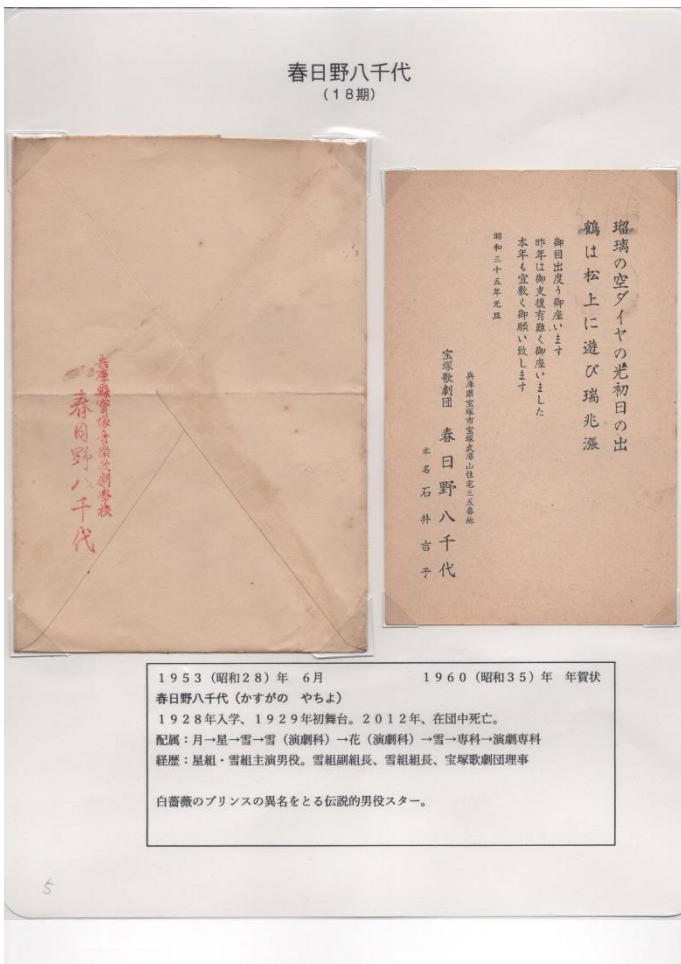 春日野八千代
(18期)
兵庫縣寳塚音樂歌劇學校
春日野八千代
瑠璃の空ダイヤの光初日の出
鶴は松上に遊び瑞兆漲
御目出度う御座います
昨年は御支援有難く御座いました
本年も宜敷く御願い致します
昭和三十五年元旦
兵庫県宝塚市宝塚武庫山住宅三五番地
宝塚歌劇団 春日野八千代
本名 石井吉子
1953(昭和28)年 6月 1960(昭和35)年 年賀状
春日野八千代(かすがの やちよ)
1928年入学、1929年初舞台。2012年、在団中死亡。
配属:月→星→雪→雪(演劇科)→花(演劇科)→雪→専科→演劇専科
経歴:星組・雪組主演男役。雪組副組長、雪組組長、宝塚歌劇団理事
白薔薇のプリンスの異名をとる伝説的男役スター。
5